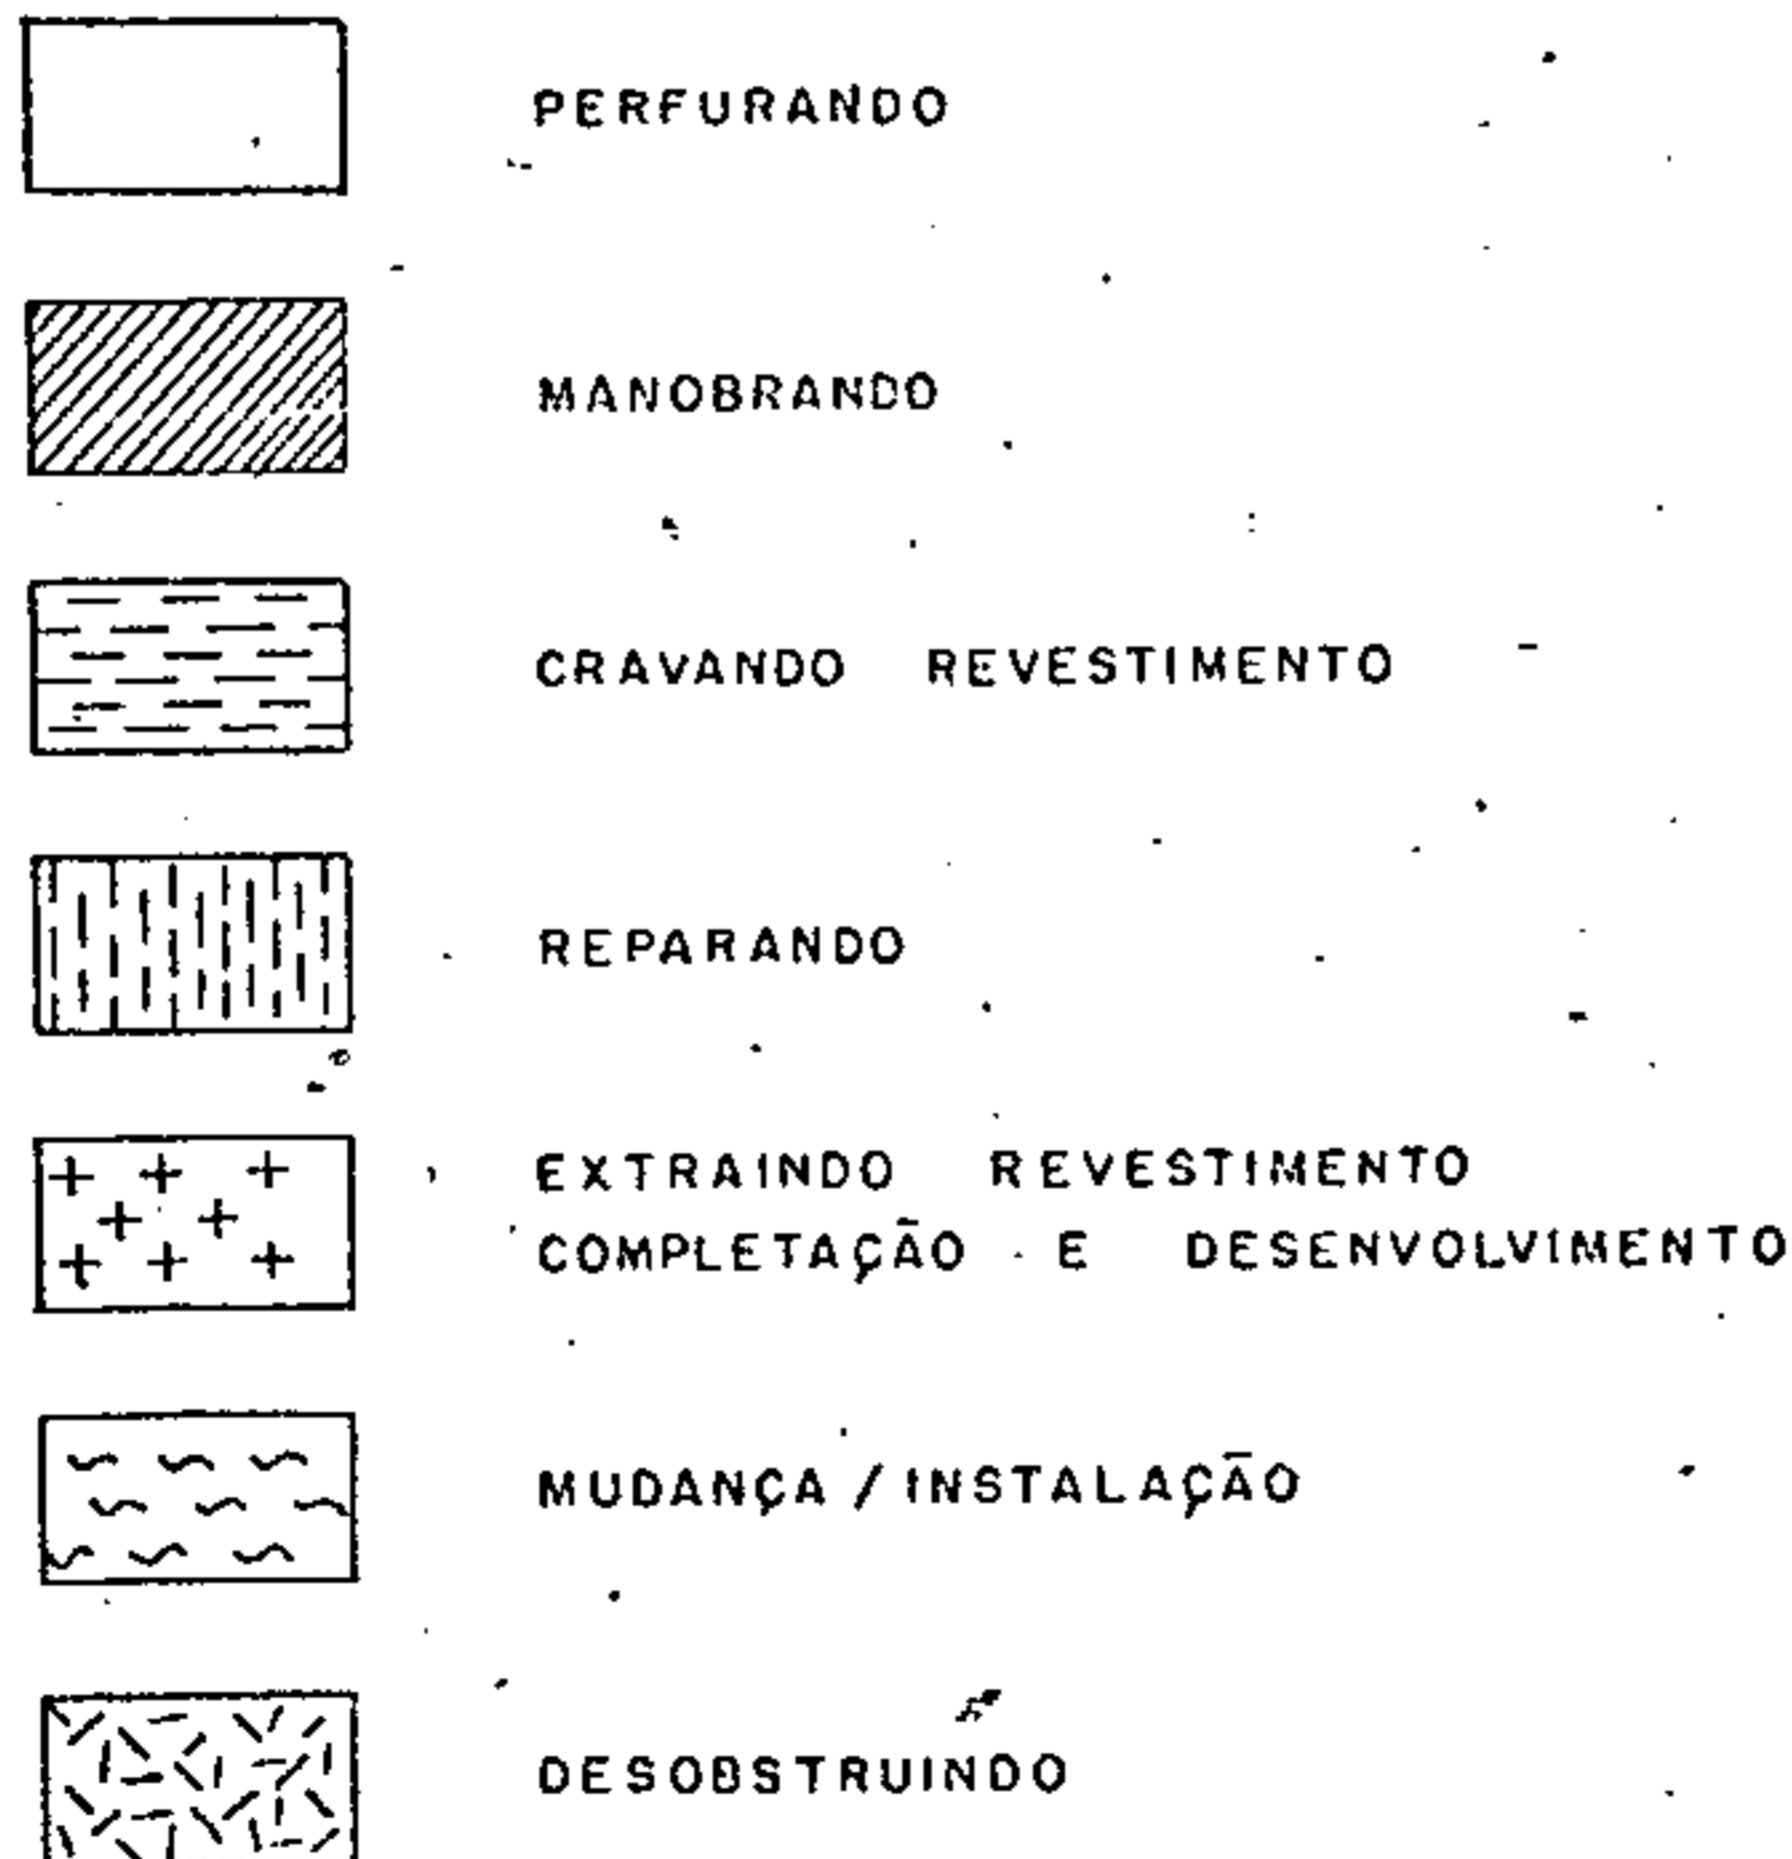 PERFURANDO
MANOBRANDO
CRAVANDO REVESTIMENTO
REPARANDO
EXTRAINDO REVESTIMENTO
COMPLETAÇÃO E DESENVOLVIMENTO
MUDANÇA / INSTALAÇÃO
DESOBSTRUINDO